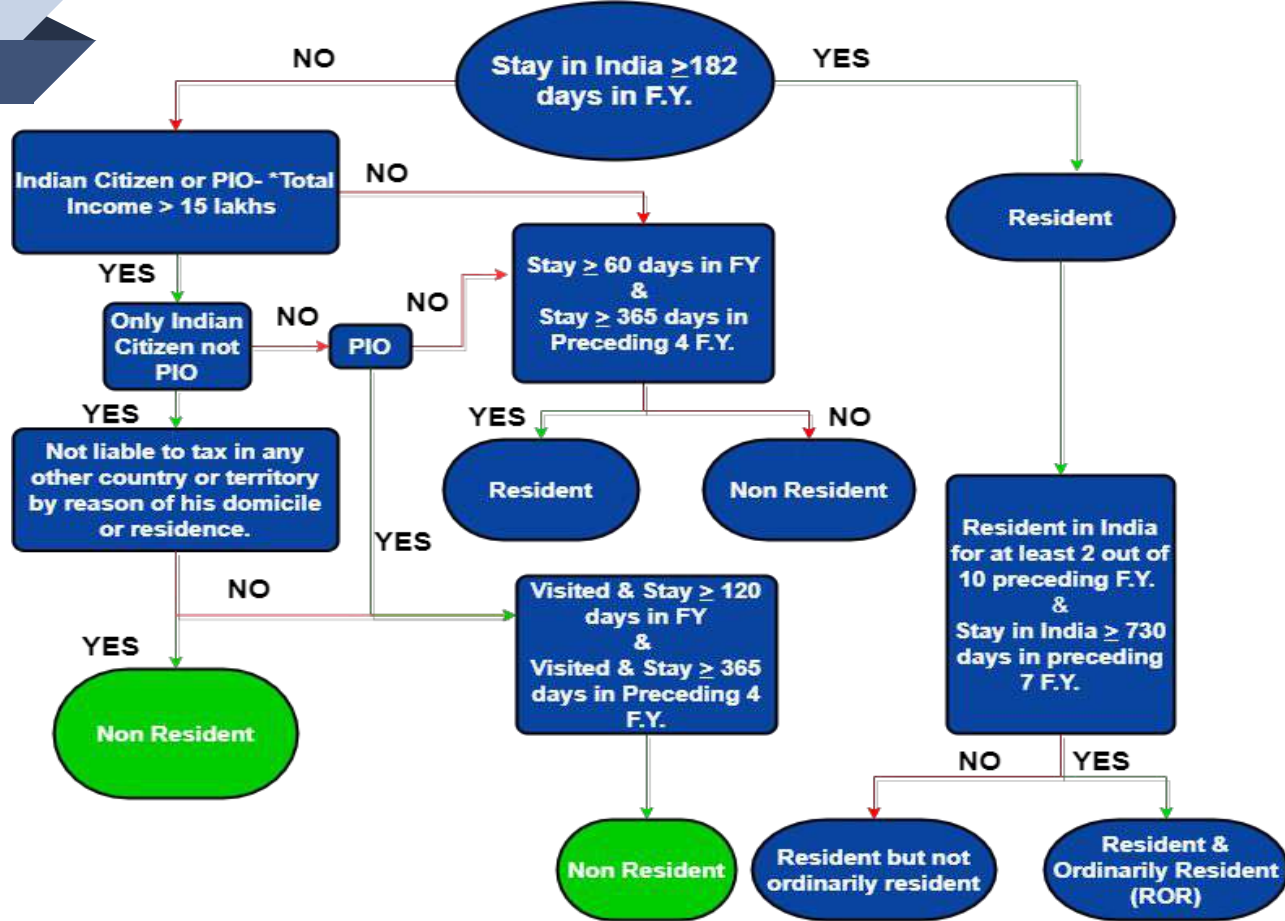 Stay in India ≥182
days in F.Y.
NO
YES
Indian Citizen or PIO- *Total
Income > 15 lakhs
NO
Resident
YES
Stay ≥ 60 days in FY
&
Stay ≥ 365 days in
Preceding 4 F.Y.
Only Indian
Citizen not
PIO
NO
PIO
NO
YES
Not liable to tax in any
other country or territory
by reason of his domicile
or residence.
YES
NO
Resident
Non Resident
YES
Resident in India
for at least 2 out of
10 preceding F.Y.
&
Stay in India ≥ 730
days in preceding
7 F.Y.
NO
Visited & Stay ≥ 120
days in FY
&
Visited & Stay ≥ 365
days in Preceding 4
F.Y.
YES
Non Resident
NO
YES
Non Resident
Resident but not
ordinarily resident
Resident &
Ordinarily Resident
(ROR)